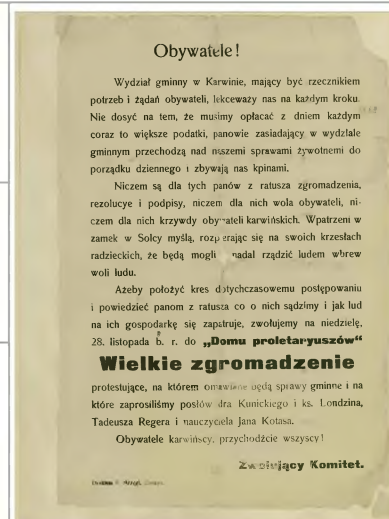 Obywatele!
Wydział gminny w Karwinie, mający być rzecznikiem
potrzeb i żądań obywateli, lekceważy nas na każdym kroku.
Nie dosyć na tem, że musimy opłacać z dniem każdym
coraz to większe podatki, panowie zasiadający w wydziale
gminnym przechodzą nad naszemi sprawami żywotnemi do
porządku dziennego i zbywają nas kpinami.
Niczem są dla tych panów z ratusza zgromadzenia,
rezolucye i podpisy, niczem dla nich wola obywateli, ni-
czem dla nich krzywdy obywateli karwińskich. Wpatrzeni w
zamek w Solcy myślą, rozpierając się na swoich krzesłach
radzieckich, że będą mogli nadal rządzić ludem wbrew
woli ludu.
Ażeby położyć kres dotychczasowemu postępowaniu
i powiedzieć panom z ratusza co o nich sądzimy i jak lud
na ich gospodarkę się zapatruje, zwołujemy na niedzielę,
28. listopada b. r. do „Domu proletaryuszów“
Wielkie zgromadzenie
protestujące, na którem omawiane będą sprawy gminne i na
które zaprosiliśmy posłów dra Kunickiego i ks. Londzina,
Tadeusza Regera i nauczyciela Jana Kotasa.
Obywatele karwińscy, przychodźcie wszyscy!
Zwołujący Komitet.